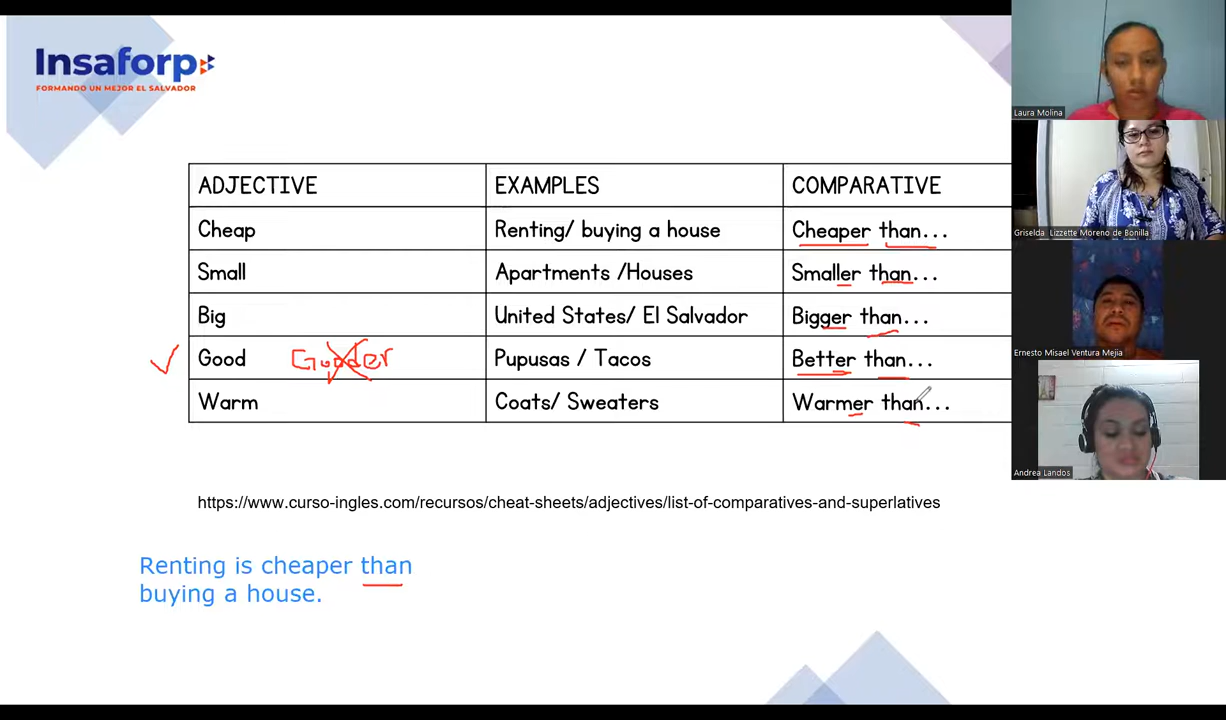 Insaforp
FORMANDO UN MEJOR EL SALVADOR
ADJECTIVE EXAMPLES COMPARATIVE
Cheap Renting/ buying a house Cheaper than...
Small Apartments /Houses Smaller than...
Big United States/ El Salvador Bigger than...
Good Gooder Pupusas / Tacos Better than...
Warm Coats/ Sweaters Warmer than...
https://www.curso-ingles.com/recursos/cheat-sheets/adjectives/list-of-comparatives-and-superlatives
Renting is cheaper than
buying a house.
Laura Molina
Griselda Lizzette Moreno de Bonilla
Ernesto Misael Ventura Mejia
Andrea Landos